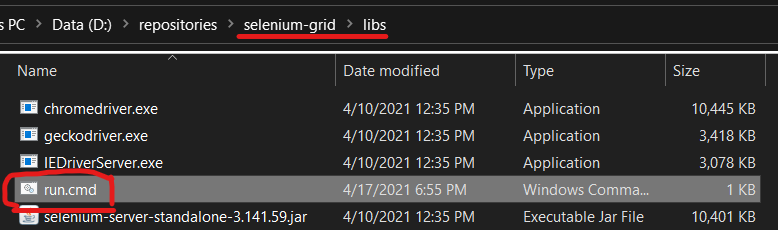 s PC > Data (D:) > repositories > selenium-grid > libs
Name Date modified Type Size
chromedriver.exe 4/10/2021 12:35 PM Application 10,445 KB
geckodriver.exe 4/10/2021 12:35 PM Application 3,418 KB
IEDriverServer.exe 4/10/2021 12:35 PM Application 3,078 KB
run.cmd 4/17/2021 6:55 PM Windows Comma... 1 KB
selenium-server-standalone-3.141.59.jar 4/10/2021 12:35 PM Executable Jar File 10,401 KB